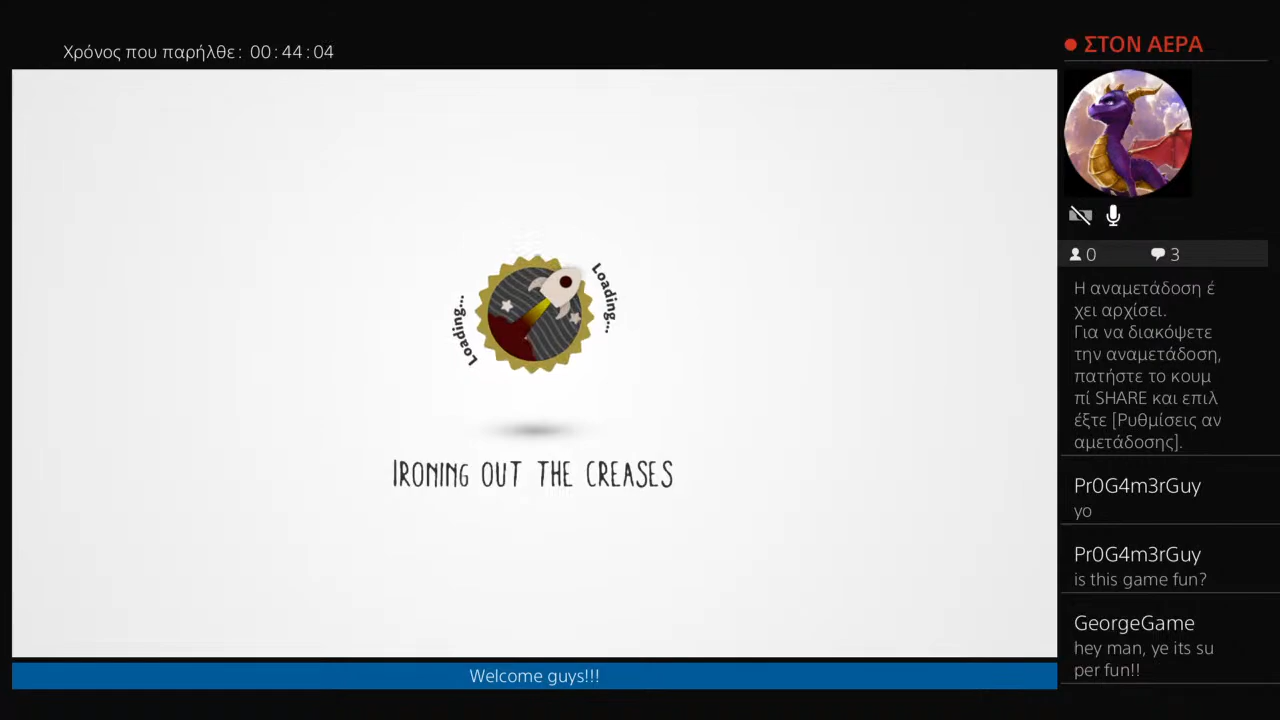 Χρόνος που παρήλθε: 00:44:04
Loading...
Loading...
IRONING OUT THE CREASES
Welcome guys!!!
ΣΤΟΝ ΑΕΡΑ
0 3
Η αναμετάδοση έ
χει αρχίσει.
Για να διακόψετε
την αναμετάδοση,
πατήστε το κουμ
πί SHARE και επιλ
έξτε [Ρυθμίσεις αν
αμετάδοσης].
Pr0G4m3rGuy
yo
Pr0G4m3rGuy
is this game fun?
GeorgeGame
hey man, ye its su
per fun!!